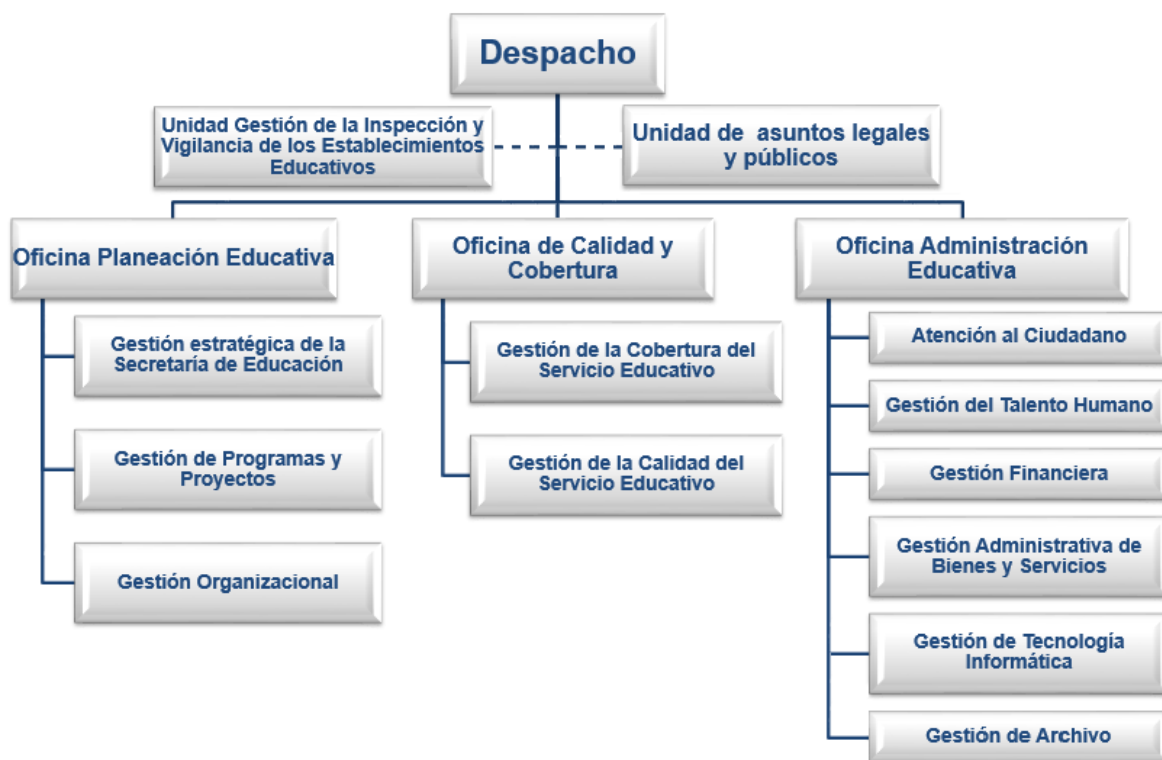 Despacho
Unidad Gestión de la Inspección y
Vigilancia de los Establecimientos
Educativos
Unidad de asuntos legales
y públicos
Oficina Planeación Educativa
Gestión estratégica de la
Secretaría de Educación
Gestión de Programas y
Proyectos
Gestión Organizacional
Oficina de Calidad y
Cobertura
Gestión de la Cobertura del
Servicio Educativo
Gestión de la Calidad del
Servicio Educativo
Oficina Administración
Educativa
Atención al Ciudadano
Gestión del Talento Humano
Gestión Financiera
Gestión Administrativa de
Bienes y Servicios
Gestión de Tecnología
Informática
Gestión de Archivo